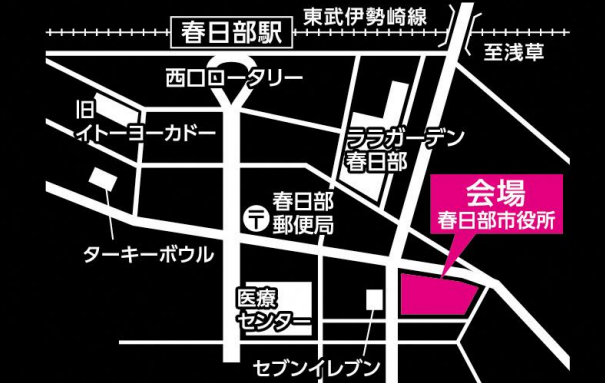 東武伊勢崎線
春日部駅
至浅草
西口ロータリー
旧
イトーヨーカドー
ララガーデン
春日部
会場
春日部市役所
〒
春日部
郵便局
ターキーボウル
医療
センター
セブンイレブン